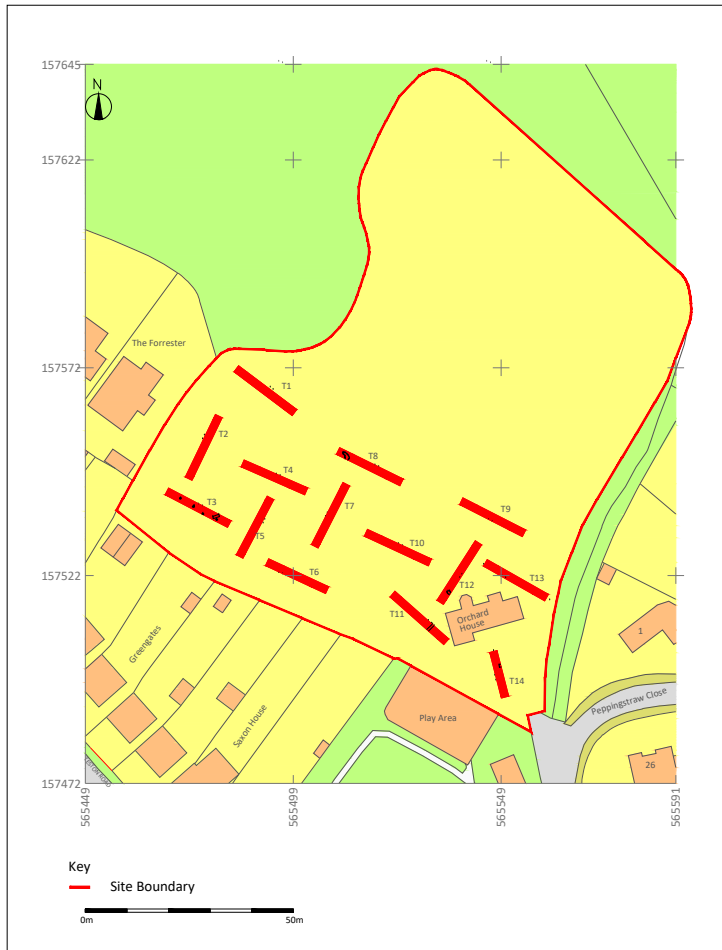 157645
N
157622
157572
The Forrester
T1
T2
T8
T4
T3
T7
T9
T5
T10
T6
T12
T13
157522
T11
Orchard
House
1
Greengates
T14
Saxon House
Play Area
Peppingstraw Close
26
157472
565449
565499
565549
565591
Key
Site Boundary
0m
50m